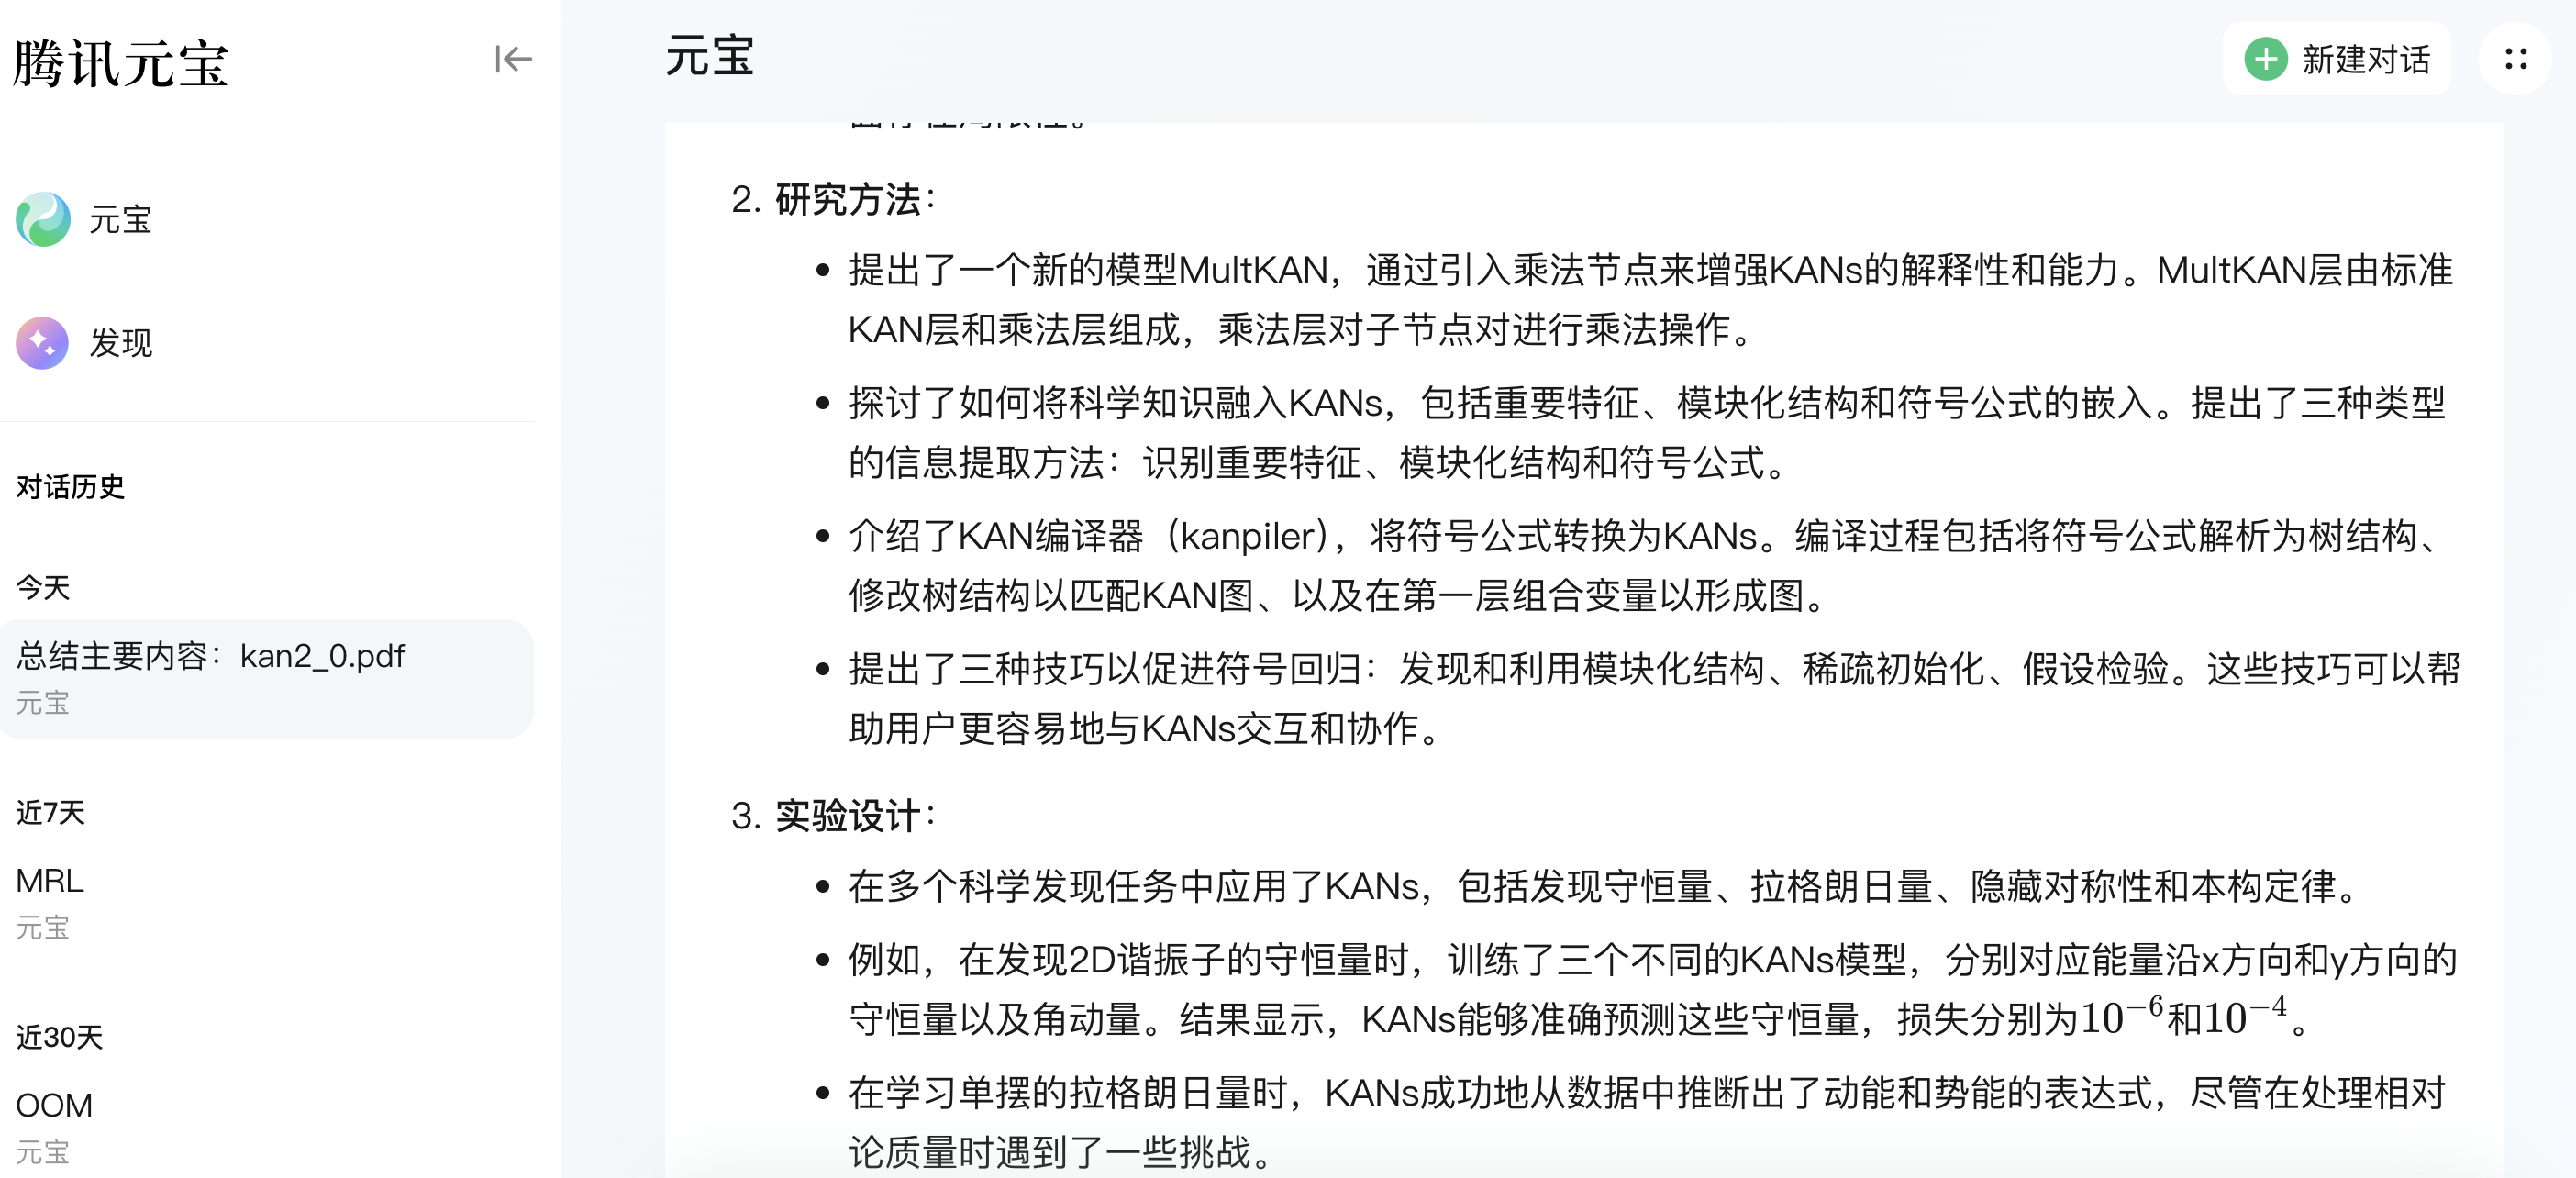 腾讯元宝
元宝
发现
对话历史
今天
总结主要内容：kan2_0.pdf
元宝
近7天
MRL
元宝
近30天
OOM
元宝
元宝
新建对话
2. 研究方法：
• 提出了一个新的模型MultKAN，通过引入乘法节点来增强KANs的解释性和能力。MultKAN层由标准
KAN层和乘法层组成，乘法层对子节点对进行乘法操作。
• 探讨了如何将科学知识融入KANs，包括重要特征、模块化结构和符号公式的嵌入。提出了三种类型
的信息提取方法：识别重要特征、模块化结构和符号公式。
• 介绍了KAN编译器（kanpiler），将符号公式转换为KANs。编译过程包括将符号公式解析为树结构、
修改树结构以匹配KAN图、以及在第一层组合变量以形成图。
• 提出了三种技巧以促进符号回归：发现和利用模块化结构、稀疏初始化、假设检验。这些技巧可以帮
助用户更容易地与KANs交互和协作。
3. 实验设计：
• 在多个科学发现任务中应用了KANs，包括发现守恒量、拉格朗日量、隐藏对称性和本构定律。
• 例如，在发现2D谐振子的守恒量时，训练了三个不同的KANs模型，分别对应能量沿x方向和y方向的
守恒量以及角动量。结果显示，KANs能够准确预测这些守恒量，损失分别为10⁻⁶和10⁻⁴。
• 在学习单摆的拉格朗日量时，KANs成功地从数据中推断出了动能和势能的表达式，尽管在处理相对
论质量时遇到了一些挑战。